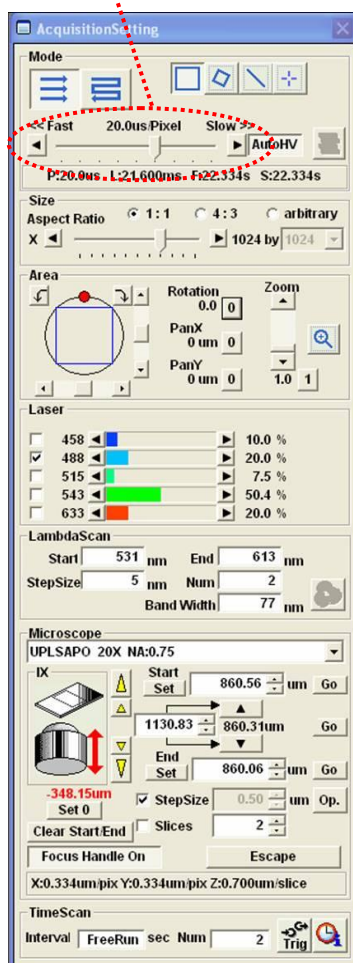 AcquisitionSetting
Mode
<< Fast 20.0us/Pixel Slow >>
AutoHV
P:20.0us L:21.600ms F:22.334s S:22.334s
Size
Aspect Ratio 1:1 4:3 arbitrary
X 1024 by 1024
Area
Rotation Zoom
0.0 0
PanX
0 um 0
PanY
0 um 0 1.0 1
Laser
458 10.0 %
488 20.0 %
515 7.5 %
543 50.4 %
633 20.0 %
LambdaScan
Start 531 nm End 613 nm
StepSize 5 nm Num 2
Band Width 77 nm
Microscope
UPLSAPO 20X NA:0.75
IX Start
Set 860.56 um Go
1130.83 860.31um Go
End
Set 860.06 um Go
-348.15um
Set 0
StepSize 0.50 um Op.
Clear Start/End Slices 2
Focus Handle On Escape
X:0.334um/pix Y:0.334um/pix Z:0.700um/slice
TimeScan
Interval FreeRun sec Num 2 Trig